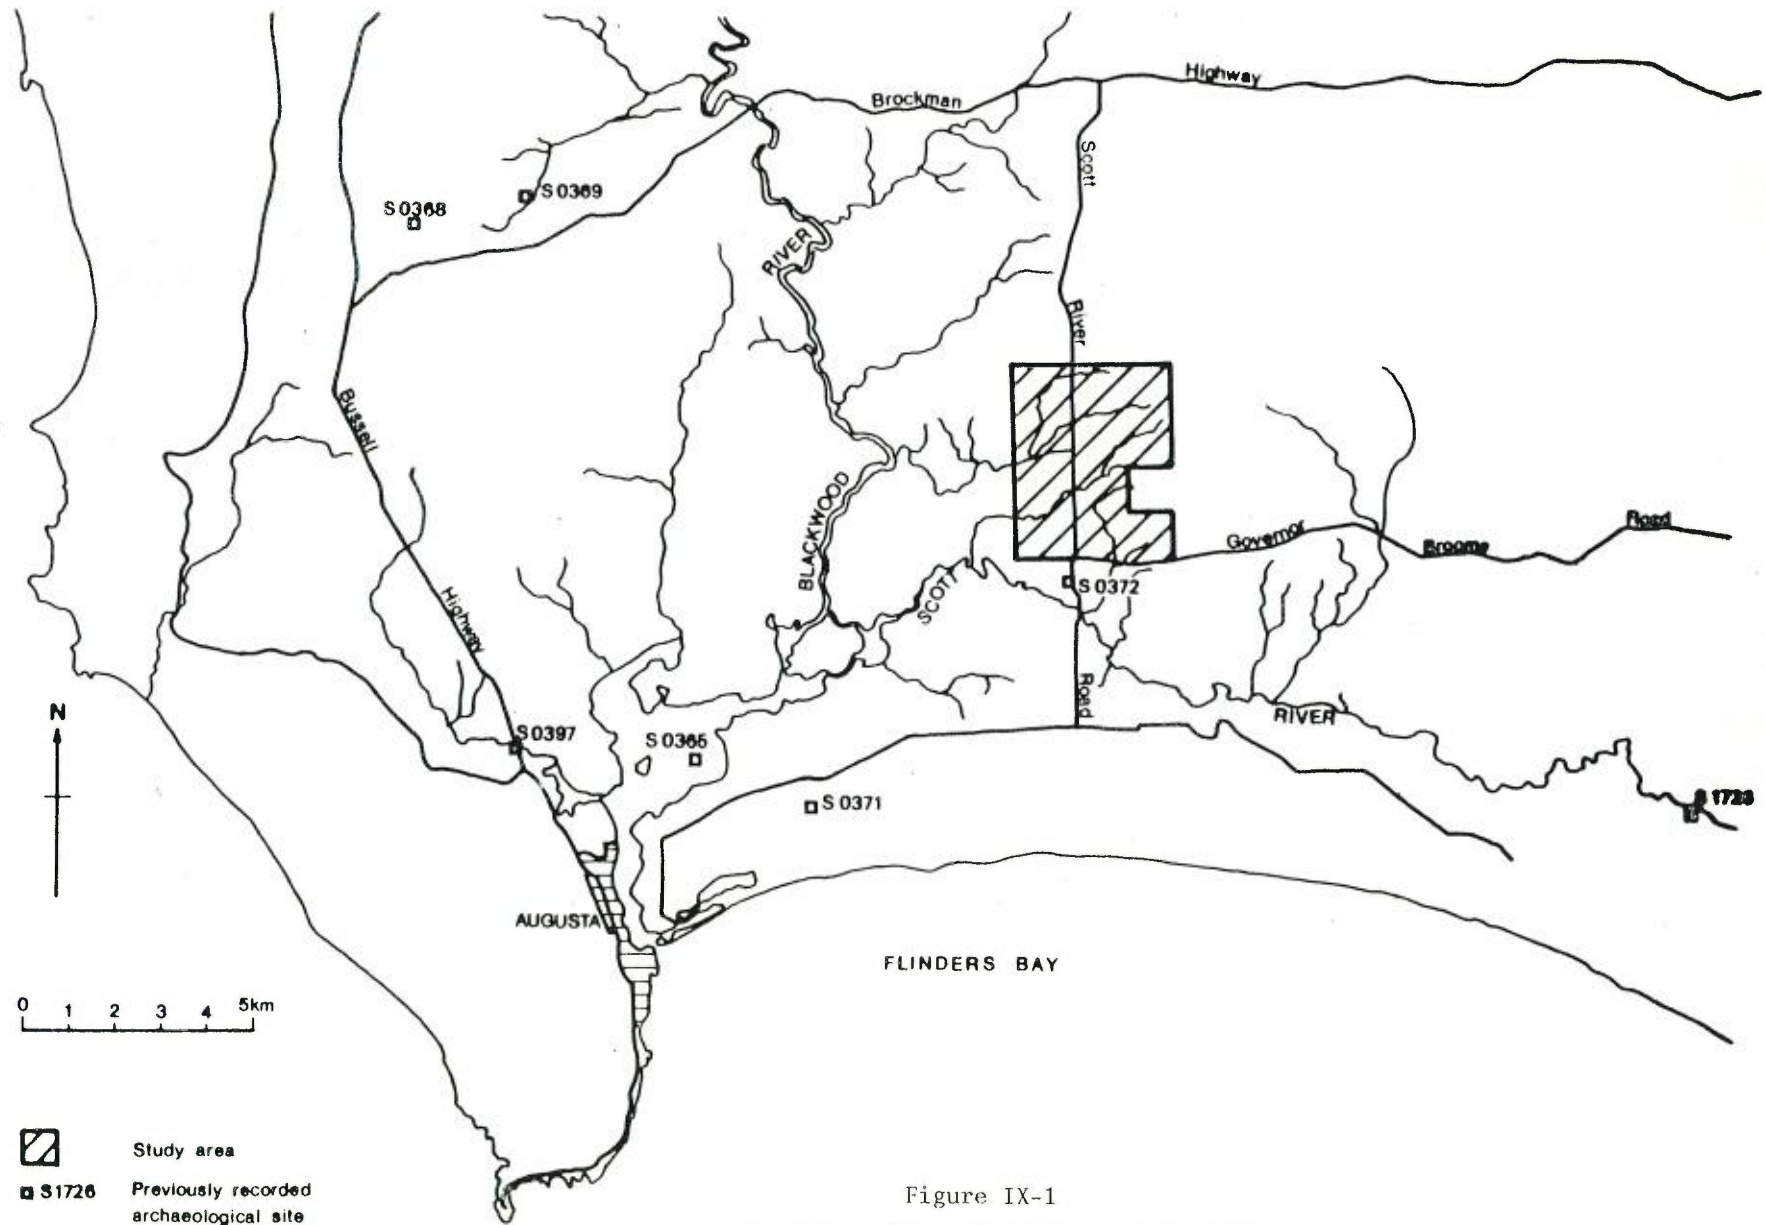 Highway
Brockman
Scott
S 0369
S 0368
RIVER
River
Bussell
BLACKWOOD
Road
Governor
Broome
SCOTT
S 0372
Highway
Road
N
RIVER
S 0397
S 0365
S 0371
AUGUSTA
FLINDERS BAY
0 1 2 3 4 5km
Study area
S1726 Previously recorded
archaeological site
Figure IX-1